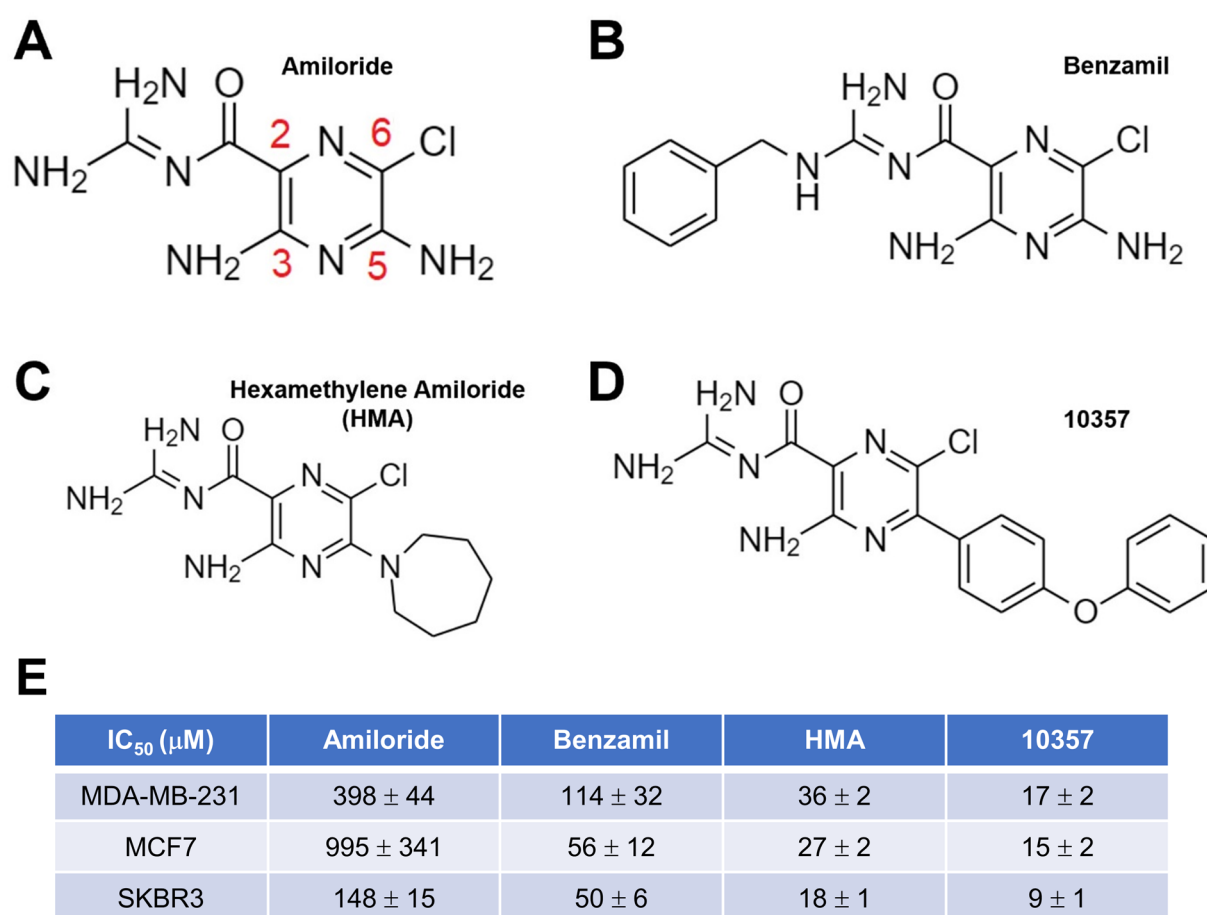 A
Amiloride
H₂N
O
2
N
6
Cl
NH₂
N
NH₂
3
N
5
NH₂
B
Benzamil
H₂N
O
N
Cl
N
H
N
NH₂
N
NH₂
C
Hexamethylene Amiloride
(HMA)
H₂N
O
N
Cl
NH₂
N
NH₂
N
N
D
10357
H₂N
O
N
Cl
NH₂
N
NH₂
N
O
E
IC₅₀ (μM) Amiloride Benzamil HMA 10357
MDA-MB-231 398 ± 44 114 ± 32 36 ± 2 17 ± 2
MCF7 995 ± 341 56 ± 12 27 ± 2 15 ± 2
SKBR3 148 ± 15 50 ± 6 18 ± 1 9 ± 1